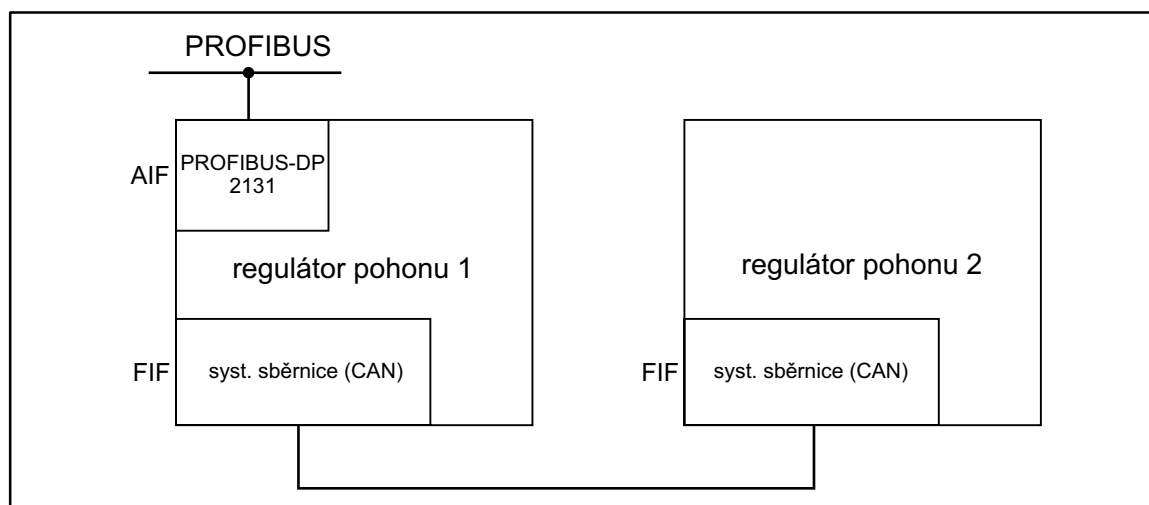 PROFIBUS
AIF
PROFIBUS-DP
2131
regulátor pohonu 1
regulátor pohonu 2
FIF
syst. sběrnice (CAN)
FIF
syst. sběrnice (CAN)